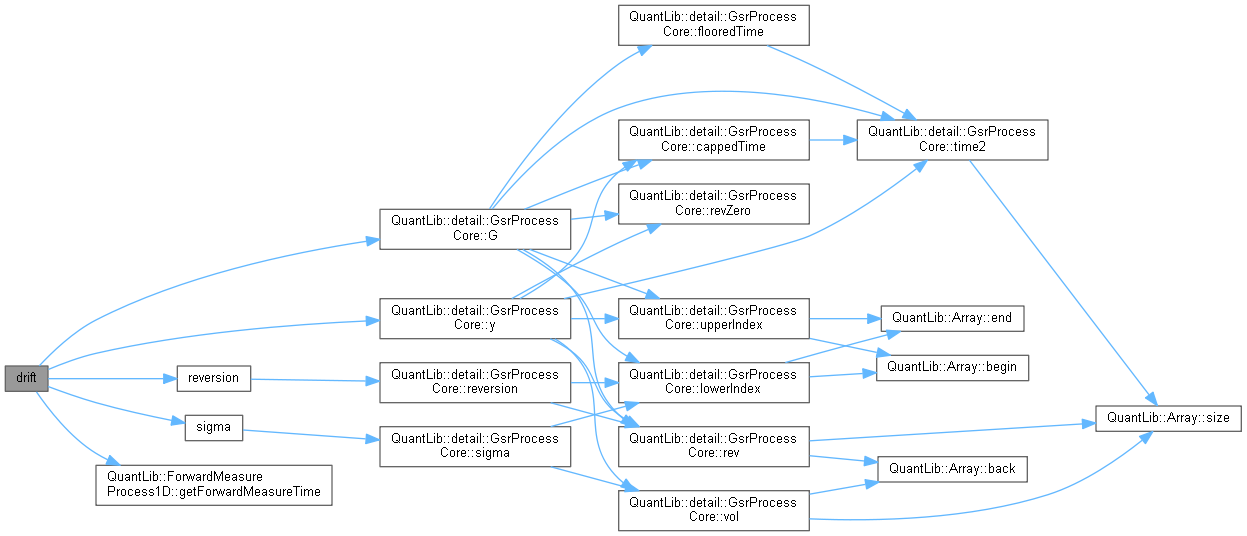 drift
reversion
sigma
QuantLib::ForwardMeasure
Process1D::getForwardMeasureTime
QuantLib::detail::GsrProcess
Core::G
QuantLib::detail::GsrProcess
Core::y
QuantLib::detail::GsrProcess
Core::reversion
QuantLib::detail::GsrProcess
Core::sigma
QuantLib::detail::GsrProcess
Core::flooredTime
QuantLib::detail::GsrProcess
Core::cappedTime
QuantLib::detail::GsrProcess
Core::revZero
QuantLib::detail::GsrProcess
Core::upperIndex
QuantLib::detail::GsrProcess
Core::lowerIndex
QuantLib::detail::GsrProcess
Core::rev
QuantLib::detail::GsrProcess
Core::vol
QuantLib::detail::GsrProcess
Core::time2
QuantLib::Array::end
QuantLib::Array::begin
QuantLib::Array::back
QuantLib::Array::size